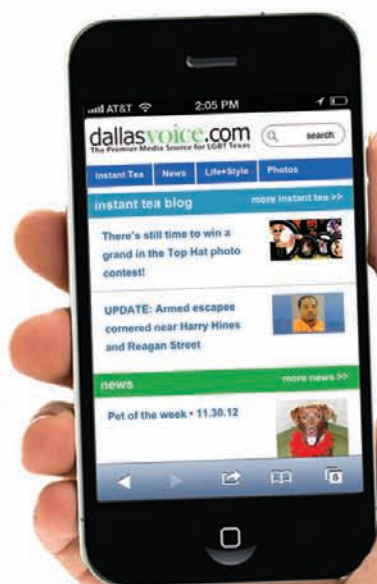 AT&T 2:05 PM
dallasvoice.com
The Premier Media Source for LGBT Texas
search
Instant Tea News Life+Style Photos
instant tea blog more instant tea >>
There's still time to win a
grand in the Top Hat photo
contest!
UPDATE: Armed escapee
cornered near Harry Hines
and Reagan Street
news more news >>
Pet of the week • 11.30.12